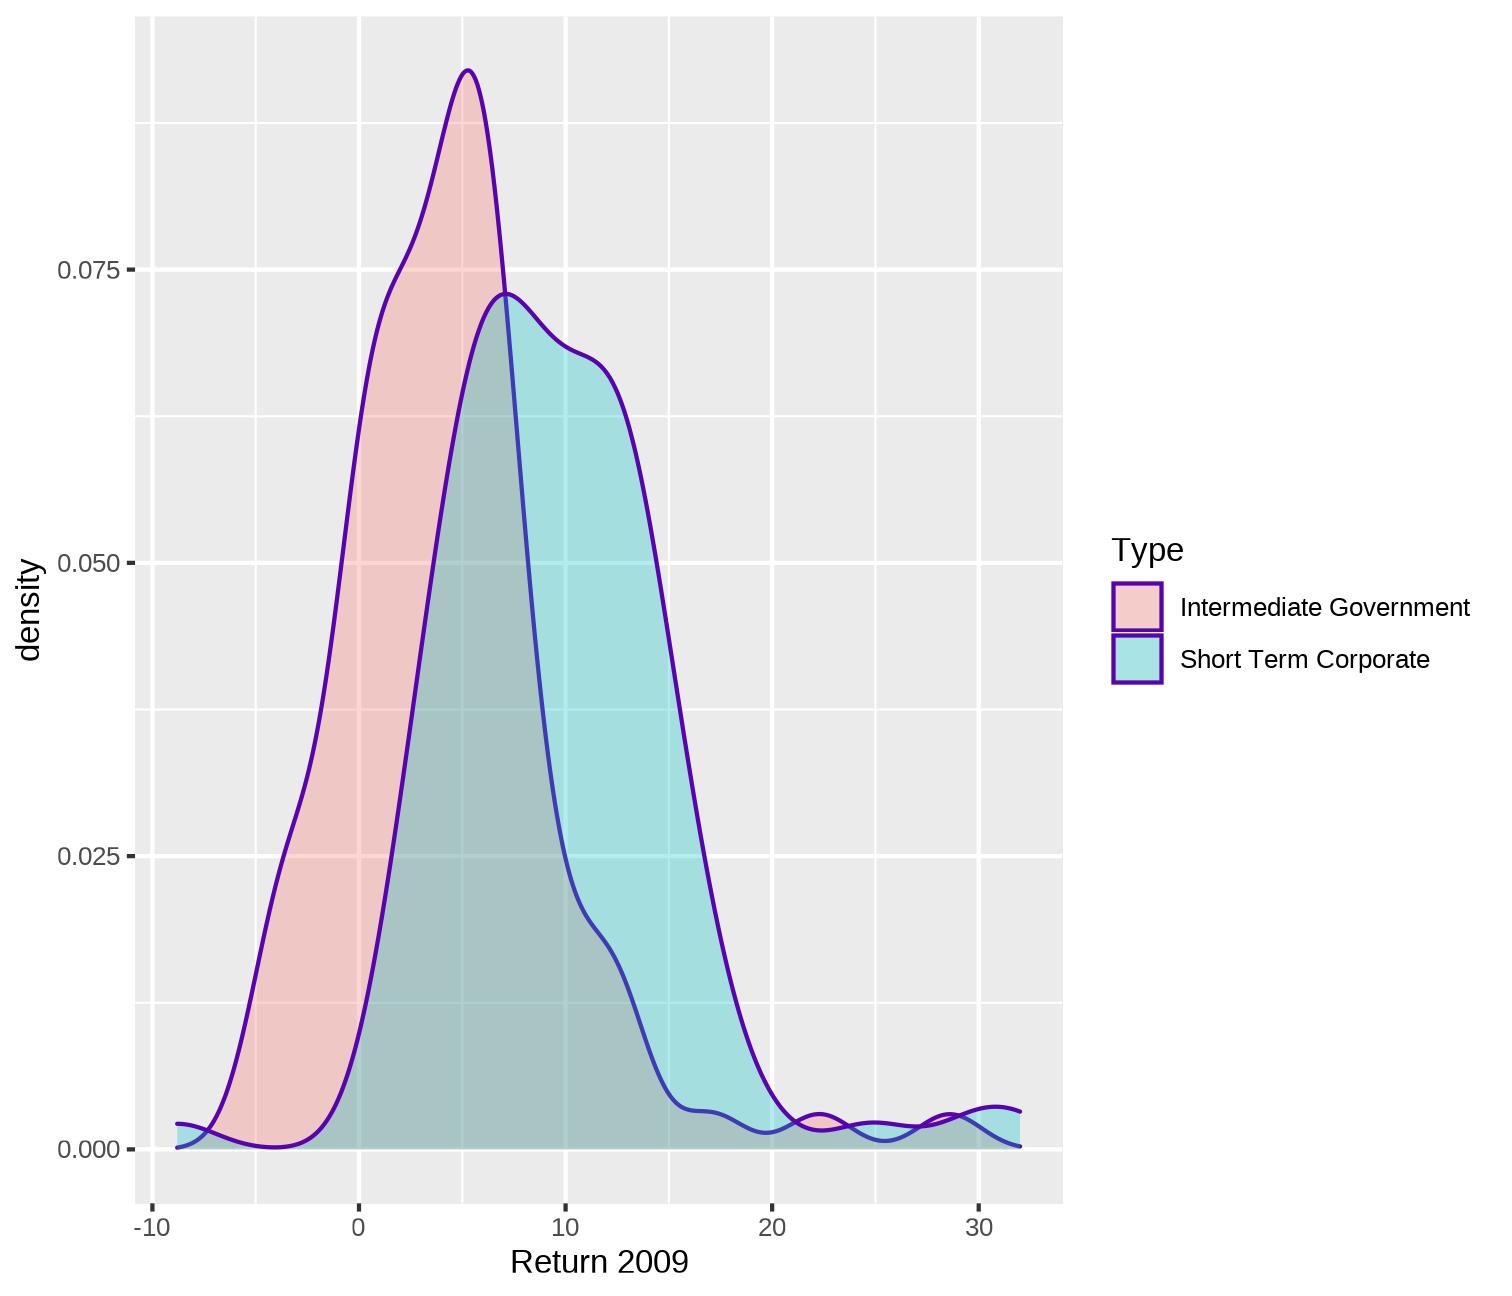 density
0.075
0.050
0.025
0.000
-10 0 10 20 30
Return 2009
Type
Intermediate Government
Short Term Corporate